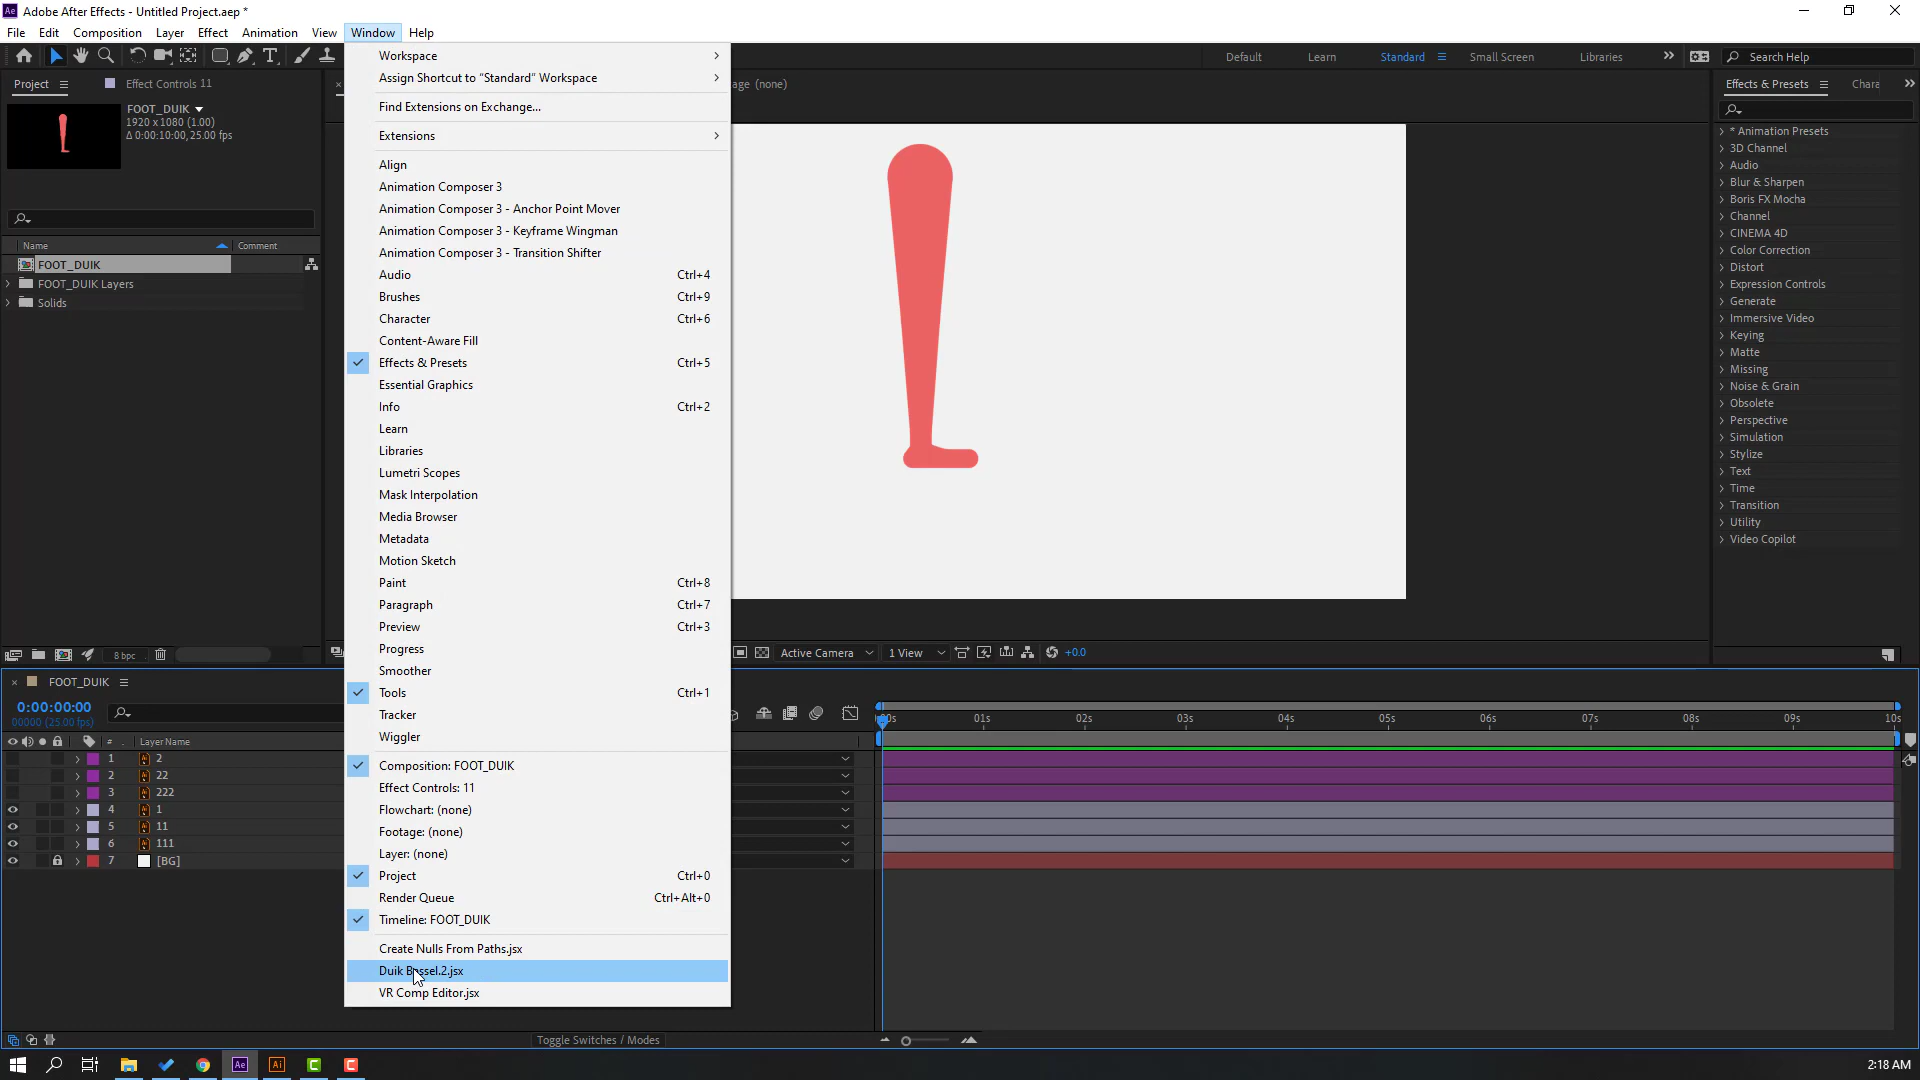 Adobe After Effects - Untitled Project.aep *
File Edit Composition Layer Effect Animation View Window Help
Default Learn Standard Small Screen Libraries Search Help
Project Effect Controls 11
FOOT_DUIK
1920 x 1080 (1.00)
Δ 0:00:10:00, 25.00 fps
Name Comment
FOOT_DUIK
FOOT_DUIK Layers
Solids
8 bpc
Workspace
Assign Shortcut to "Standard" Workspace
Find Extensions on Exchange...
Extensions
Align
Animation Composer 3
Animation Composer 3 - Anchor Point Mover
Animation Composer 3 - Keyframe Wingman
Animation Composer 3 - Transition Shifter
Audio Ctrl+4
Brushes Ctrl+9
Character Ctrl+6
Content-Aware Fill
Effects & Presets Ctrl+5
Essential Graphics
Info Ctrl+2
Learn
Libraries
Lumetri Scopes
Mask Interpolation
Media Browser
Metadata
Motion Sketch
Paint Ctrl+8
Paragraph Ctrl+7
Preview Ctrl+3
Progress
Smoother
Tools Ctrl+1
Tracker
Wiggler
Composition: FOOT_DUIK
Effect Controls: 11
Flowchart: (none)
Footage: (none)
Layer: (none)
Project Ctrl+0
Render Queue Ctrl+Alt+0
Timeline: FOOT_DUIK
Create Nulls From Paths.jsx
Duik Bassel.2.jsx
VR Comp Editor.jsx
age (none)
Active Camera 1 View +0.0
Effects & Presets Chara
* Animation Presets
3D Channel
Audio
Blur & Sharpen
Boris FX Mocha
Channel
CINEMA 4D
Color Correction
Distort
Expression Controls
Generate
Immersive Video
Keying
Matte
Missing
Noise & Grain
Obsolete
Perspective
Simulation
Stylize
Text
Time
Transition
Utility
Video Copilot
FOOT_DUIK
0:00:00:00
00000 (25.00 fps)
# Layer Name
1 2
2 22
3 222
4 1
5 11
6 111
7 [BG]
00s 01s 02s 03s 04s 05s 06s 07s 08s 09s 10s
Toggle Switches / Modes
2:18 AM